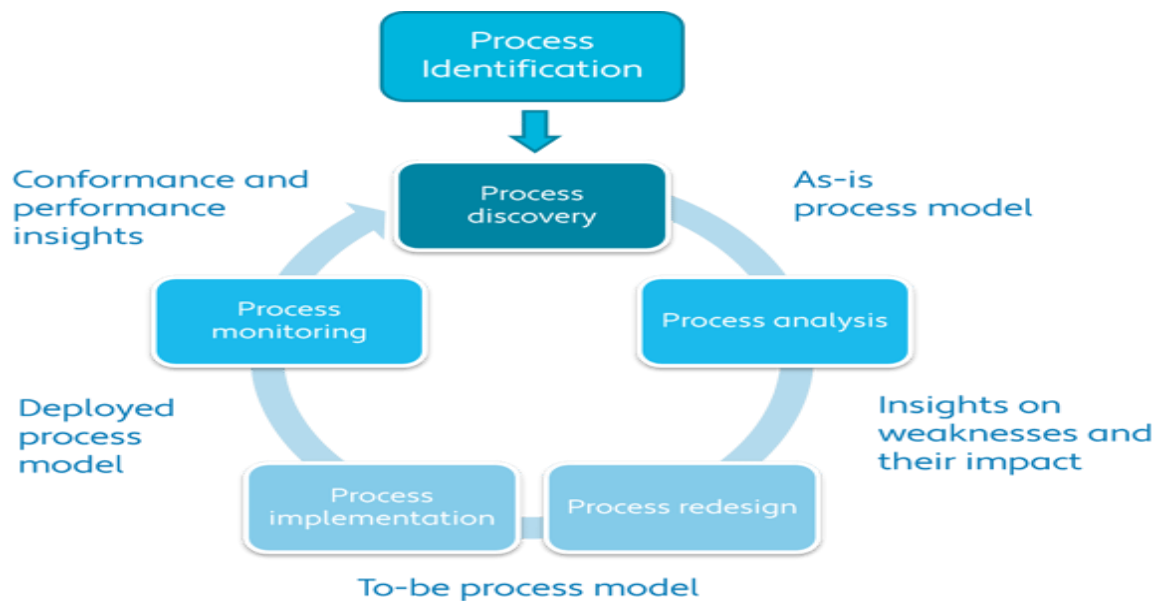 Process
Identification
Conformance and
performance
insights
Process
discovery
As-is
process model
Process
monitoring
Process analysis
Deployed
process
model
Insights on
weaknesses and
their impact
Process
implementation
Process redesign
To-be process model